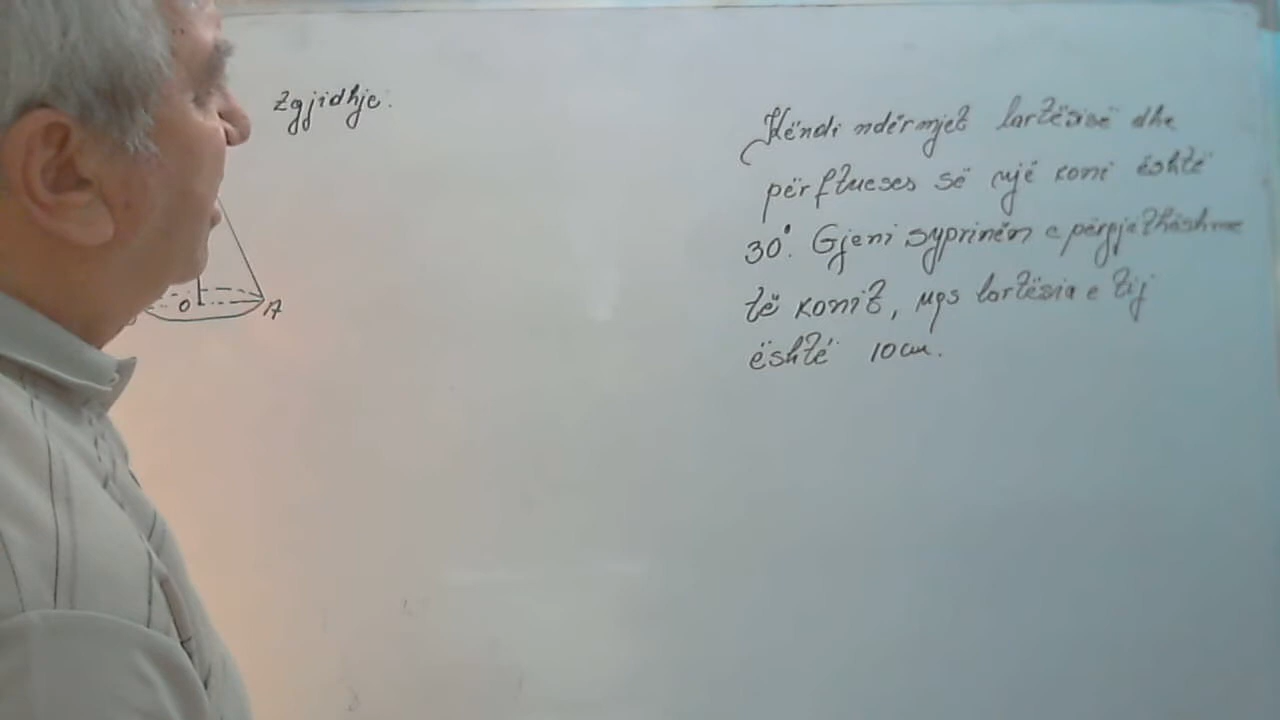 Zgjidhje:
O A
Këndi ndërmjet lartësisë dhe
përftueses së një koni është
30°. Gjeni syprinën e përgjithshme
të konit, nqs lartësia e tij
është 10cm.